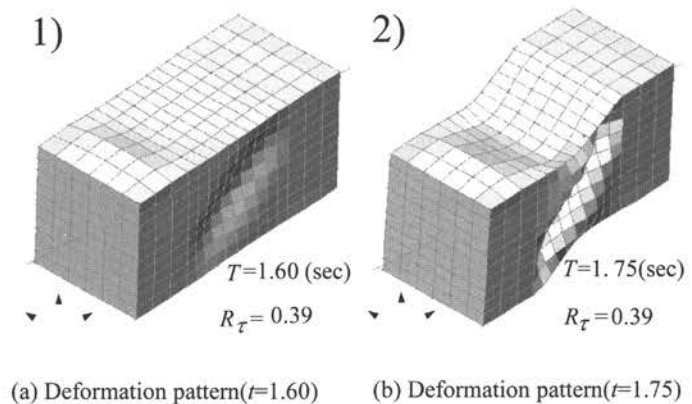 1)
2)
T=1.60 (sec)
R_τ= 0.39
T=1.75(sec)
R_τ= 0.39
(a) Deformation pattern(t=1.60)
(b) Deformation pattern(t=1.75)